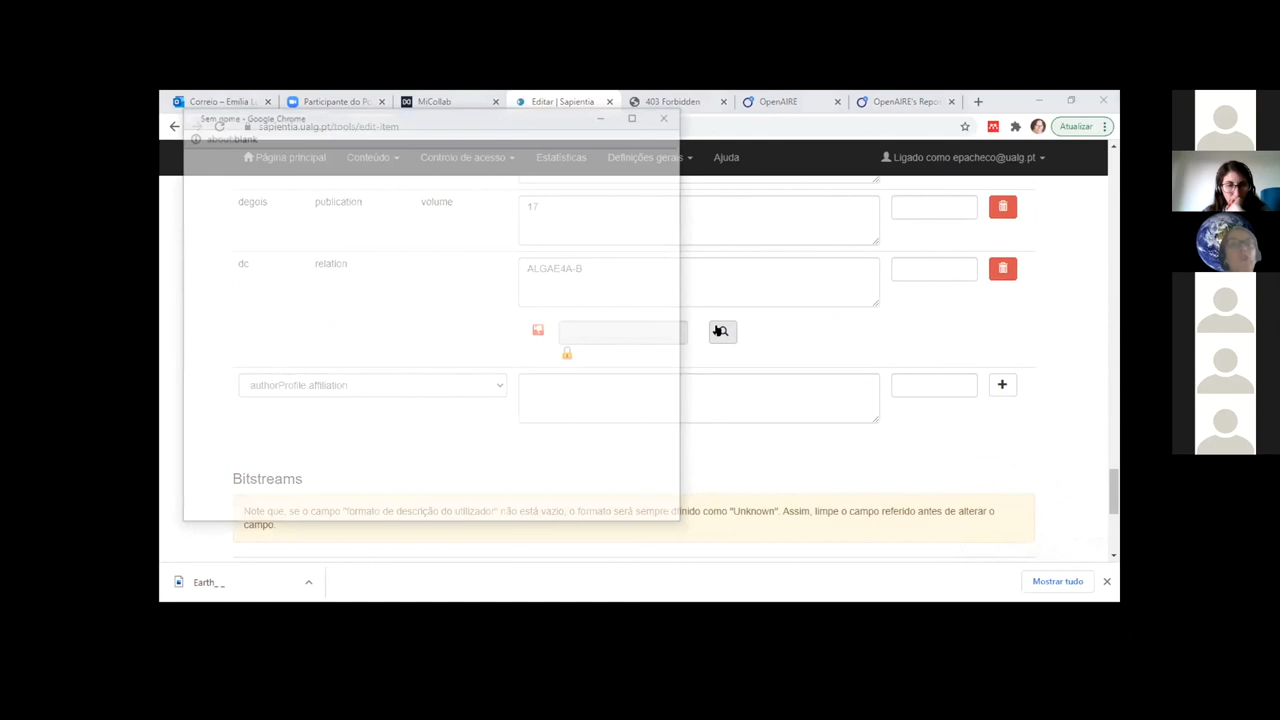 Correio – Emília L
Participante do Po
MiCollab
Editar | Sapientia
403 Forbidden
OpenAIRE
OpenAIRE's Repos
Sem nome - Google Chrome
sapientia.ualg.pt/tools/edit-item
Atualizar
about:blank
Página principal
Conteúdo
Controlo de acesso
Estatísticas
Definições gerais
Ajuda
Ligado como epacheco@ualg.pt
degois
publication
volume
17
dc
relation
ALGAE4A-B
authorProfile.affiliation
Bitstreams
Note que, se o campo "formato de descrição do utilizador" não está vazio, o formato será sempre definido como "Unknown". Assim, limpe o campo referido antes de alterar o
campo.
Earth_ _
Mostrar tudo